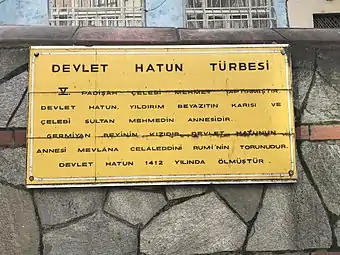 DEVLET HATUN TÜRBESİ
V. PADİŞAH ÇELEBİ MEHMET YAPTIRMIŞTIR.
DEVLET HATUN, YILDIRIM BEYAZITIN KARISI VE
ÇELEBİ SULTAN MEHMEDİN ANNESİDİR.
GERMİYAN BEYİNİN KIZIDIR. DEVLET HATUNUN
ANNESİ MEVLANA CELALEDDİNİ RUMİ'NİN TORUNUDUR.
DEVLET HATUN 1412 YILINDA ÖLMÜŞTÜR.